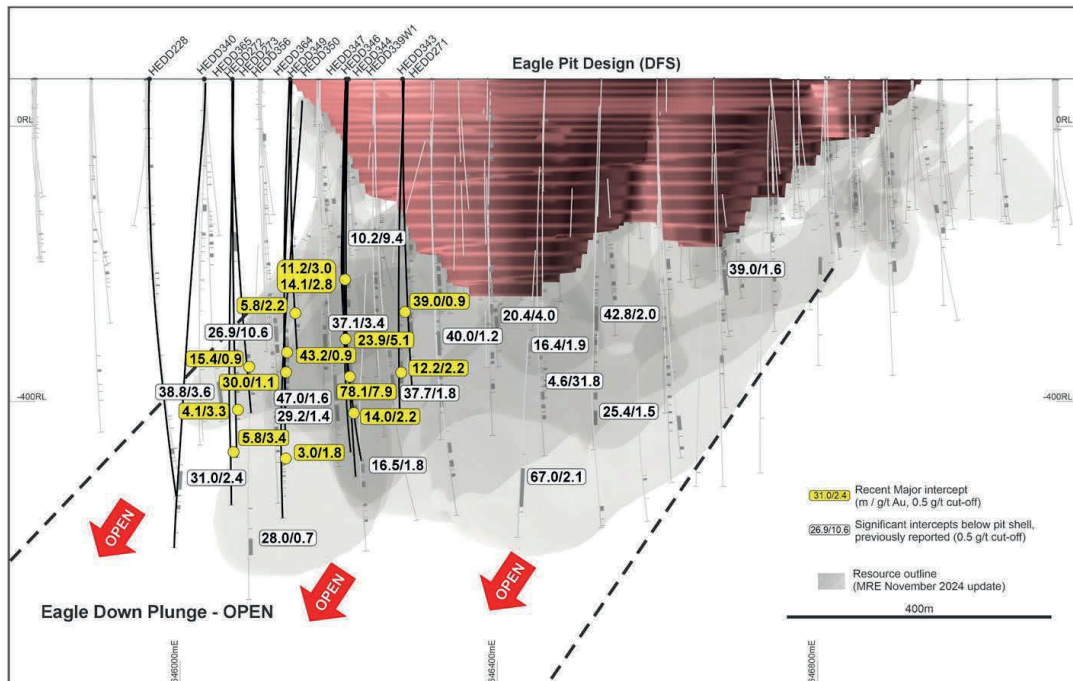 HEDD228
HEDD340
HEDD365
HEDD272
HEDD273
HEDD356
HEDD364
HEDD349
HEDD350
HEDD347
HEDD346
HEDD344
HEDD339W1
HEDD343
HEDD271
Eagle Pit Design (DFS)
0RL
0RL
10.2/9.4
11.2/3.0
14.1/2.8
39.0/1.6
5.8/2.2
39.0/0.9
20.4/4.0
42.8/2.0
26.9/10.6
37.1/3.4
23.9/5.1
40.0/1.2
16.4/1.9
15.4/0.9
43.2/0.9
30.0/1.1
12.2/2.2
4.6/31.8
38.8/3.6
47.0/1.6
78.1/7.9
37.7/1.8
-400RL
-400RL
4.1/3.3
29.2/1.4
14.0/2.2
25.4/1.5
5.8/3.4
3.0/1.8
16.5/1.8
31.0/2.4
67.0/2.1
28.0/0.7
OPEN
OPEN
OPEN
Eagle Down Plunge - OPEN
31.0/2.4
Recent Major intercept
(m / g/t Au, 0.5 g/t cut-off)
26.9/10.6
Significant intercepts below pit shell,
previously reported (0.5 g/t cut-off)
Resource outline
(MRE November 2024 update)
400m
646000mE
646400mE
646800mE